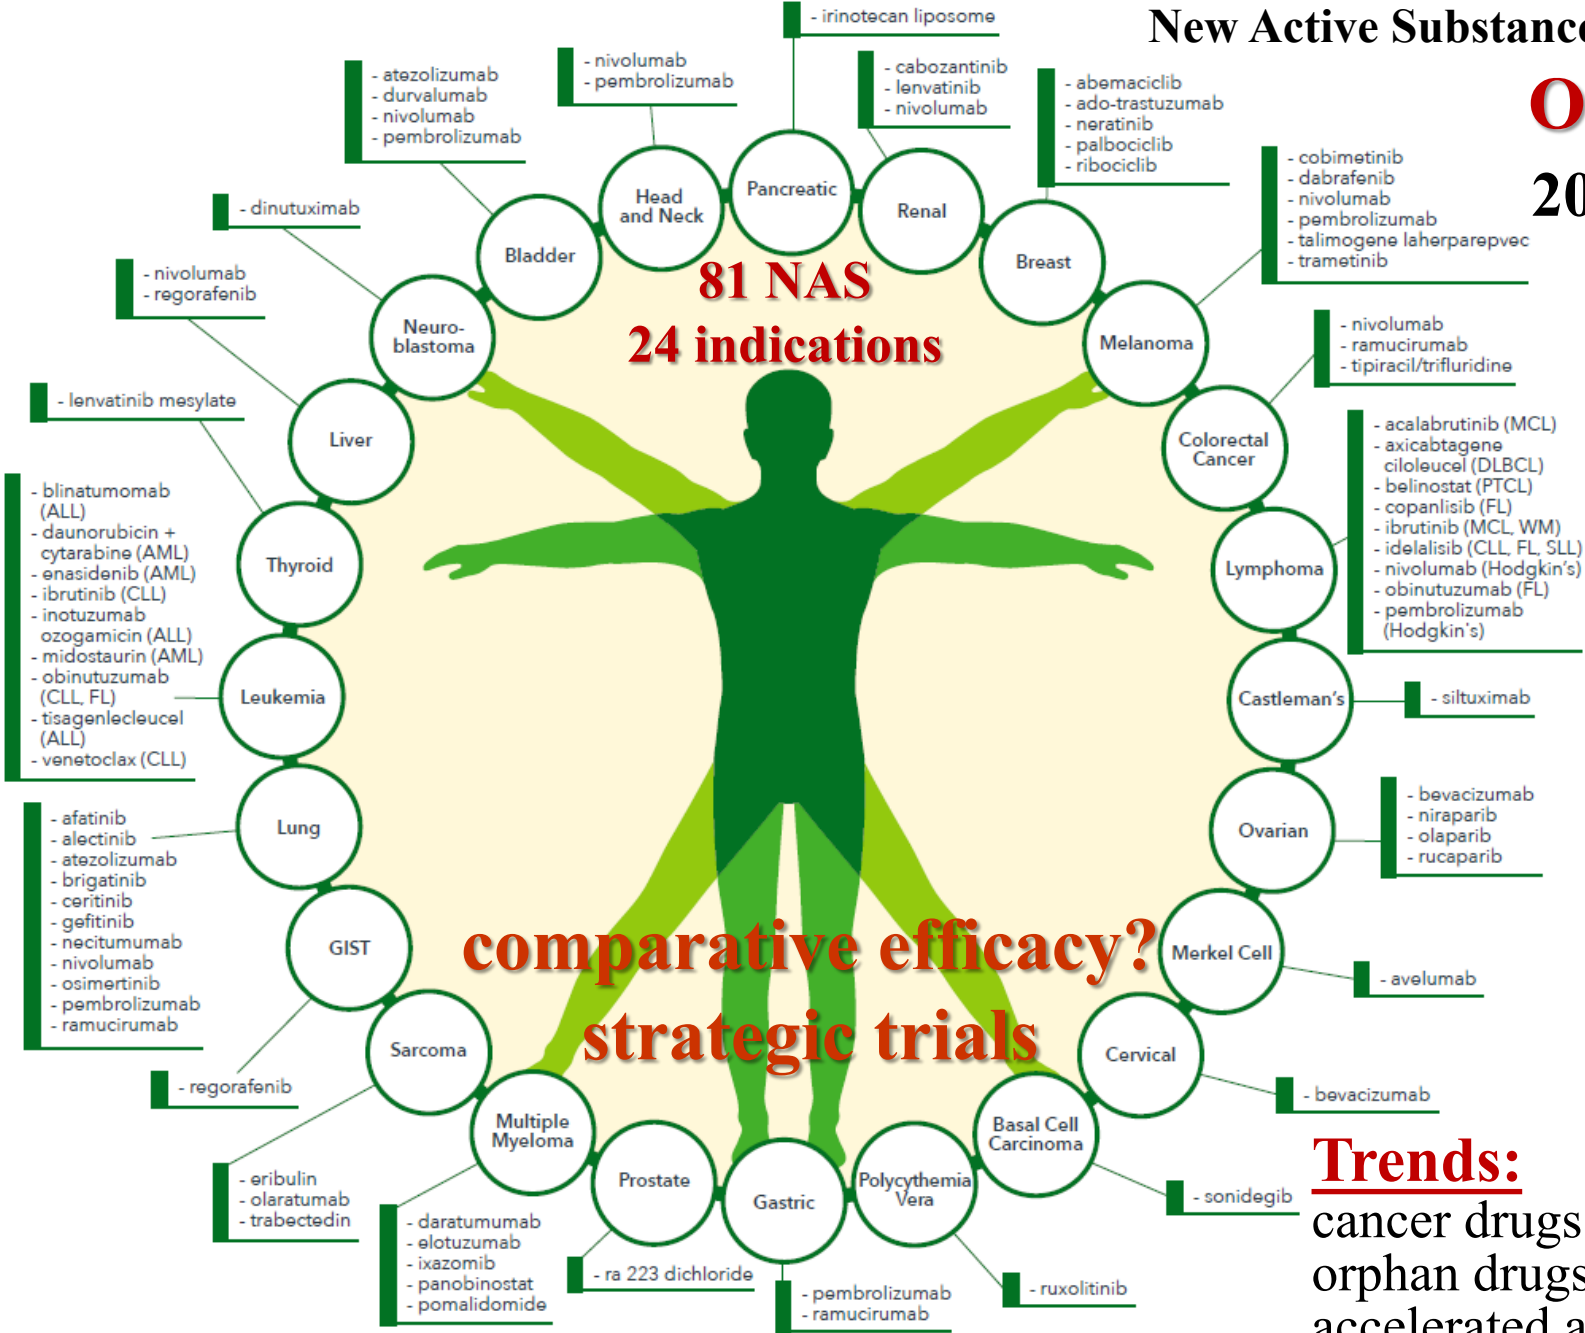 New Active Substance
O
20
81 NAS
24 indications
comparative efficacy?
strategic trials
Pancreatic
- irinotecan liposome
Renal
- cabozantinib
- lenvatinib
- nivolumab
Breast
- abemaciclib
- ado-trastuzumab
- neratinib
- palbociclib
- ribociclib
Melanoma
- cobimetinib
- dabrafenib
- nivolumab
- pembrolizumab
- talimogene laherparepvec
- trametinib
Colorectal
Cancer
- nivolumab
- ramucirumab
- tipiracil/trifluridine
Lymphoma
- acalabrutinib (MCL)
- axicabtagene
ciloleucel (DLBCL)
- belinostat (PTCL)
- copanlisib (FL)
- ibrutinib (MCL, WM)
- idelalisib (CLL, FL, SLL)
- nivolumab (Hodgkin's)
- obinutuzumab (FL)
- pembrolizumab
(Hodgkin's)
Castleman's
- siltuximab
Ovarian
- bevacizumab
- niraparib
- olaparib
- rucaparib
Merkel Cell
- avelumab
Cervical
- bevacizumab
Basal Cell
Carcinoma
- sonidegib
Polycythemia
Vera
- ruxolitinib
Gastric
- pembrolizumab
- ramucirumab
Prostate
- ra 223 dichloride
Multiple
Myeloma
- daratumumab
- elotuzumab
- ixazomib
- panobinostat
- pomalidomide
Sarcoma
- eribulin
- olaratumab
- trabectedin
GIST
- regorafenib
Lung
- afatinib
- alectinib
- atezolizumab
- brigatinib
- ceritinib
- gefitinib
- necitumumab
- nivolumab
- osimertinib
- pembrolizumab
- ramucirumab
Leukemia
- blinatumomab
(ALL)
- daunorubicin +
cytarabine (AML)
- enasidenib (AML)
- ibrutinib (CLL)
- inotuzumab
ozogamicin (ALL)
- midostaurin (AML)
- obinutuzumab
(CLL, FL)
- tisagenlecleucel
(ALL)
- venetoclax (CLL)
Thyroid
- lenvatinib mesylate
Liver
- nivolumab
- regorafenib
Neuro-
blastoma
- dinutuximab
Bladder
- atezolizumab
- durvalumab
- nivolumab
- pembrolizumab
Head
and Neck
- nivolumab
- pembrolizumab
Trends:
cancer drugs
orphan drugs
accelerated a